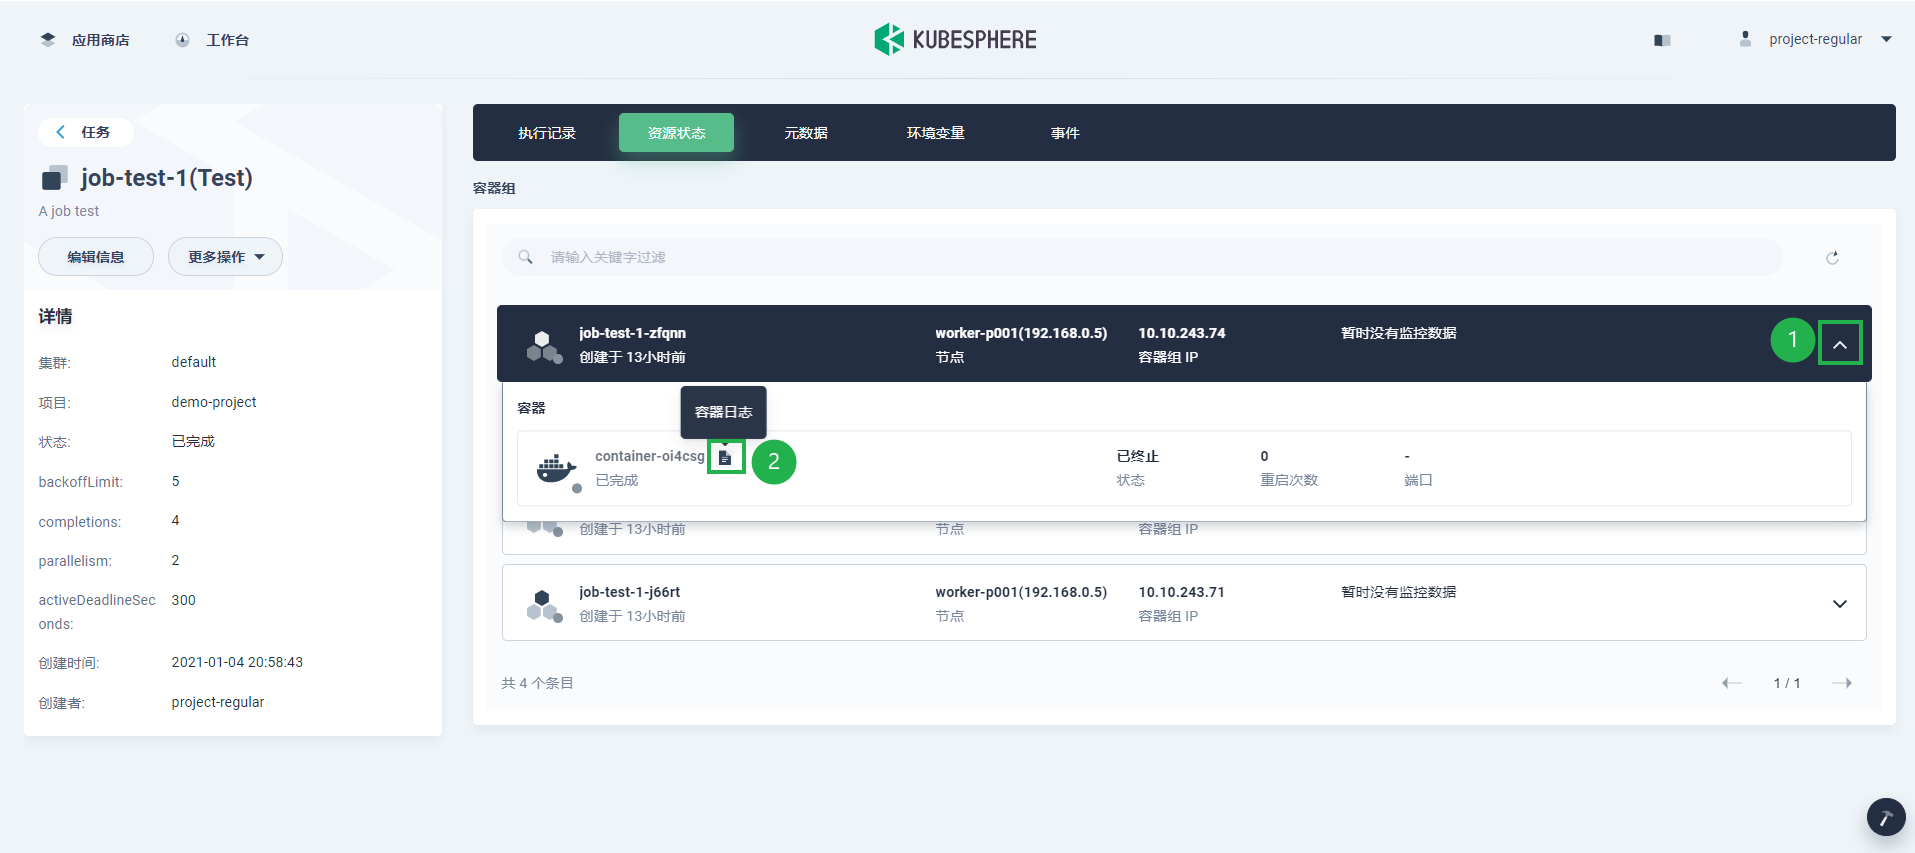 应用商店
工作台
KUBESPHERE
project-regular
任务
job-test-1(Test)
A job test
编辑信息
更多操作
详情
集群:
default
项目:
demo-project
状态:
已完成
backoffLimit:
5
completions:
4
parallelism:
2
activeDeadlineSec
onds:
300
创建时间:
2021-01-04 20:58:43
创建者:
project-regular
执行记录
资源状态
元数据
环境变量
事件
容器组
请输入关键字过滤
job-test-1-zfqnn
创建于 13小时前
worker-p001(192.168.0.5)
节点
10.10.243.74
容器组 IP
暂时没有监控数据
1
容器
容器日志
container-oi4csg
已完成
2
已终止
状态
0
重启次数
-
端口
创建于 13小时前
节点
容器组 IP
job-test-1-j66rt
创建于 13小时前
worker-p001(192.168.0.5)
节点
10.10.243.71
容器组 IP
暂时没有监控数据
共 4 个条目
1 / 1